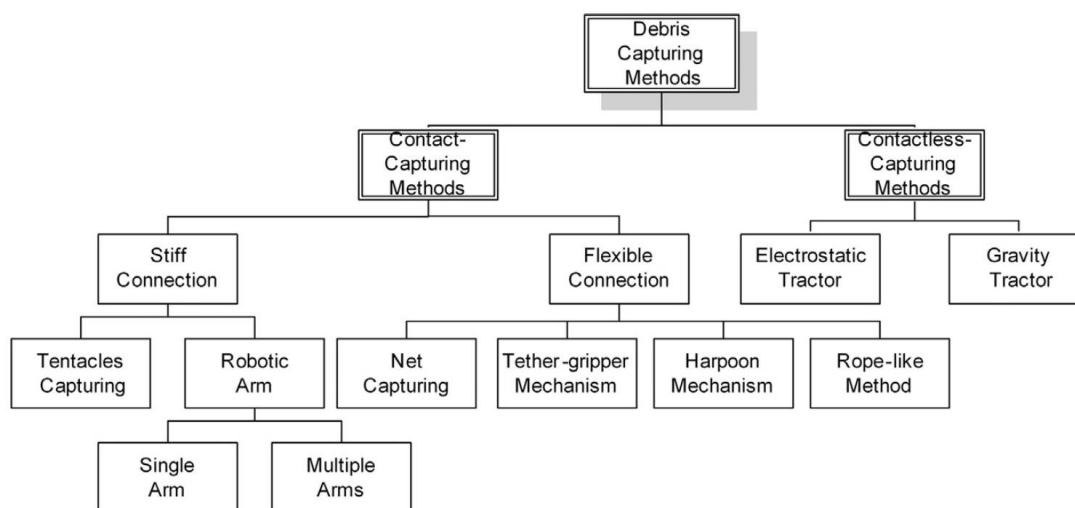 Debris
Capturing
Methods
Contact-
Capturing
Methods
Contactless-
Capturing
Methods
Stiff
Connection
Flexible
Connection
Electrostatic
Tractor
Gravity
Tractor
Tentacles
Capturing
Robotic
Arm
Net
Capturing
Tether-gripper
Mechanism
Harpoon
Mechanism
Rope-like
Method
Single
Arm
Multiple
Arms